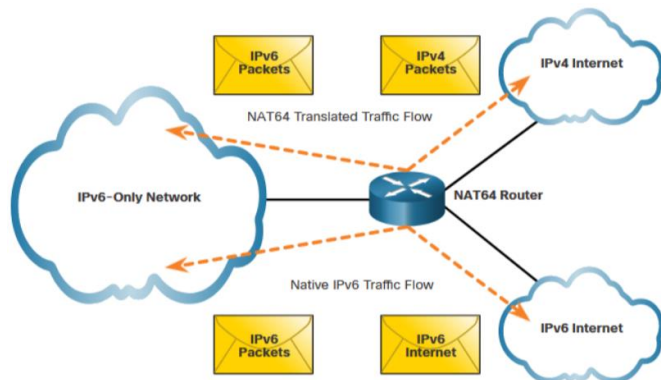 IPv6
Packets
IPv4
Packets
IPv4 Internet
NAT64 Translated Traffic Flow
IPv6-Only Network
NAT64 Router
Native IPv6 Traffic Flow
IPv6
Packets
IPv6
Internet
IPv6 Internet